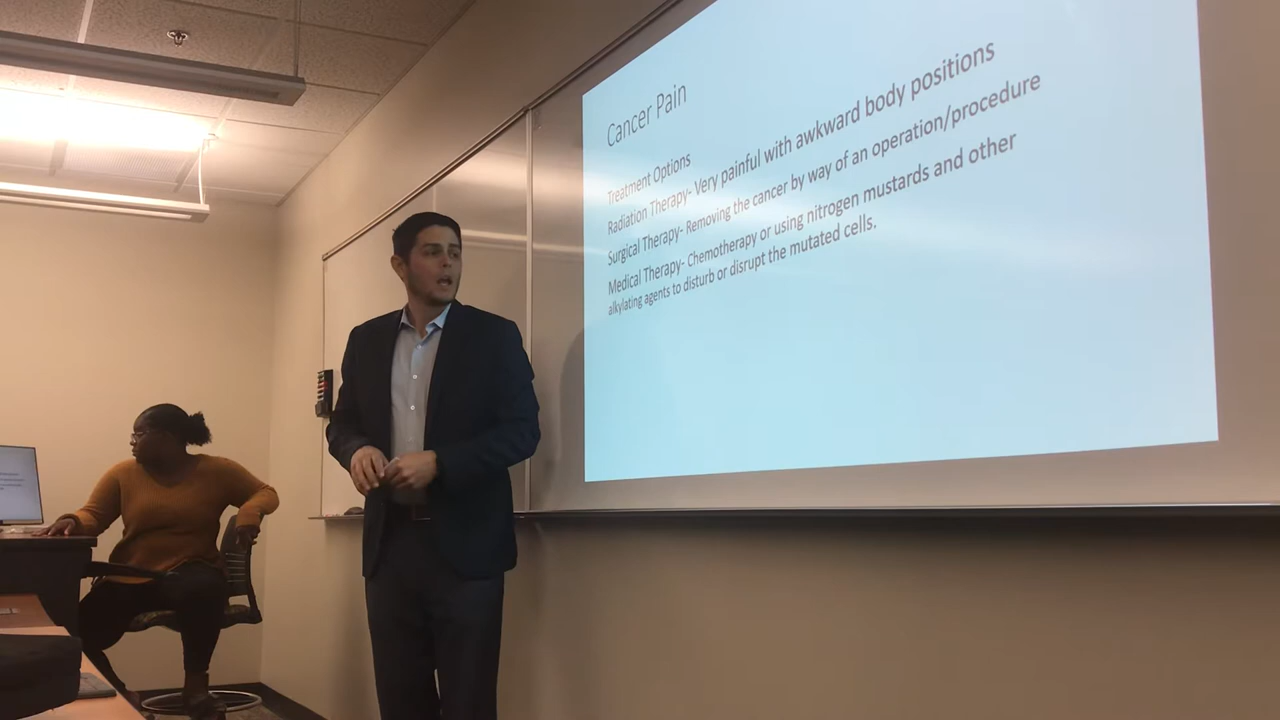 Cancer Pain
Treatment Options
Radiation Therapy- Very painful with awkward body positions
Surgical Therapy- Removing the cancer by way of an operation/procedure
Medical Therapy- Chemotherapy or using nitrogen mustards and other
alkylating agents to disturb or disrupt the mutated cells.